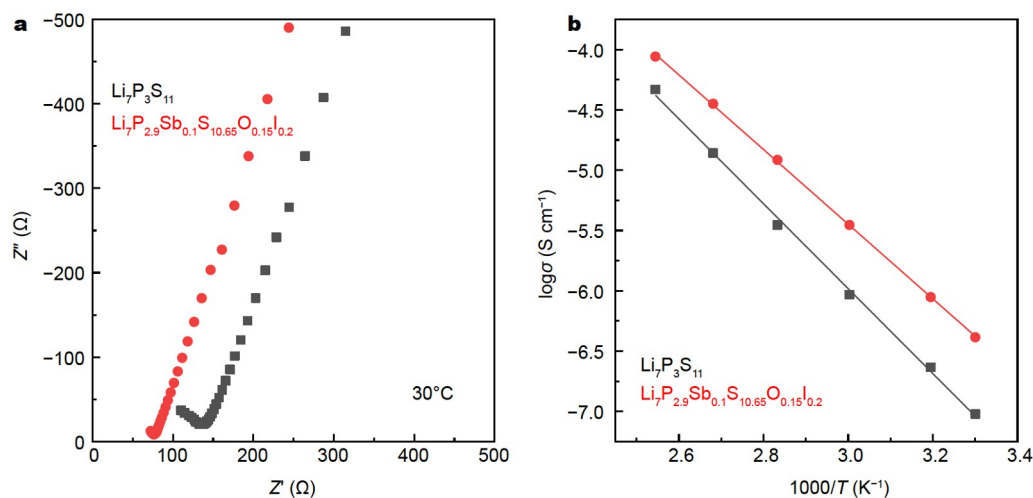 a
-500
-400
-300
-200
-100
0
Z″ (Ω)
Li₇P₃S₁₁
Li₇P₂.₉Sb₀.₁S₁₀.₆₅O₀.₁₅I₀.₂
30°C
0 100 200 300 400 500
Z′ (Ω)
b
−4.0
−4.5
−5.0
−5.5
−6.0
−6.5
−7.0
logσ (S cm⁻¹)
Li₇P₃S₁₁
Li₇P₂.₉Sb₀.₁S₁₀.₆₅O₀.₁₅I₀.₂
2.6 2.8 3.0 3.2 3.4
1000/T (K⁻¹)